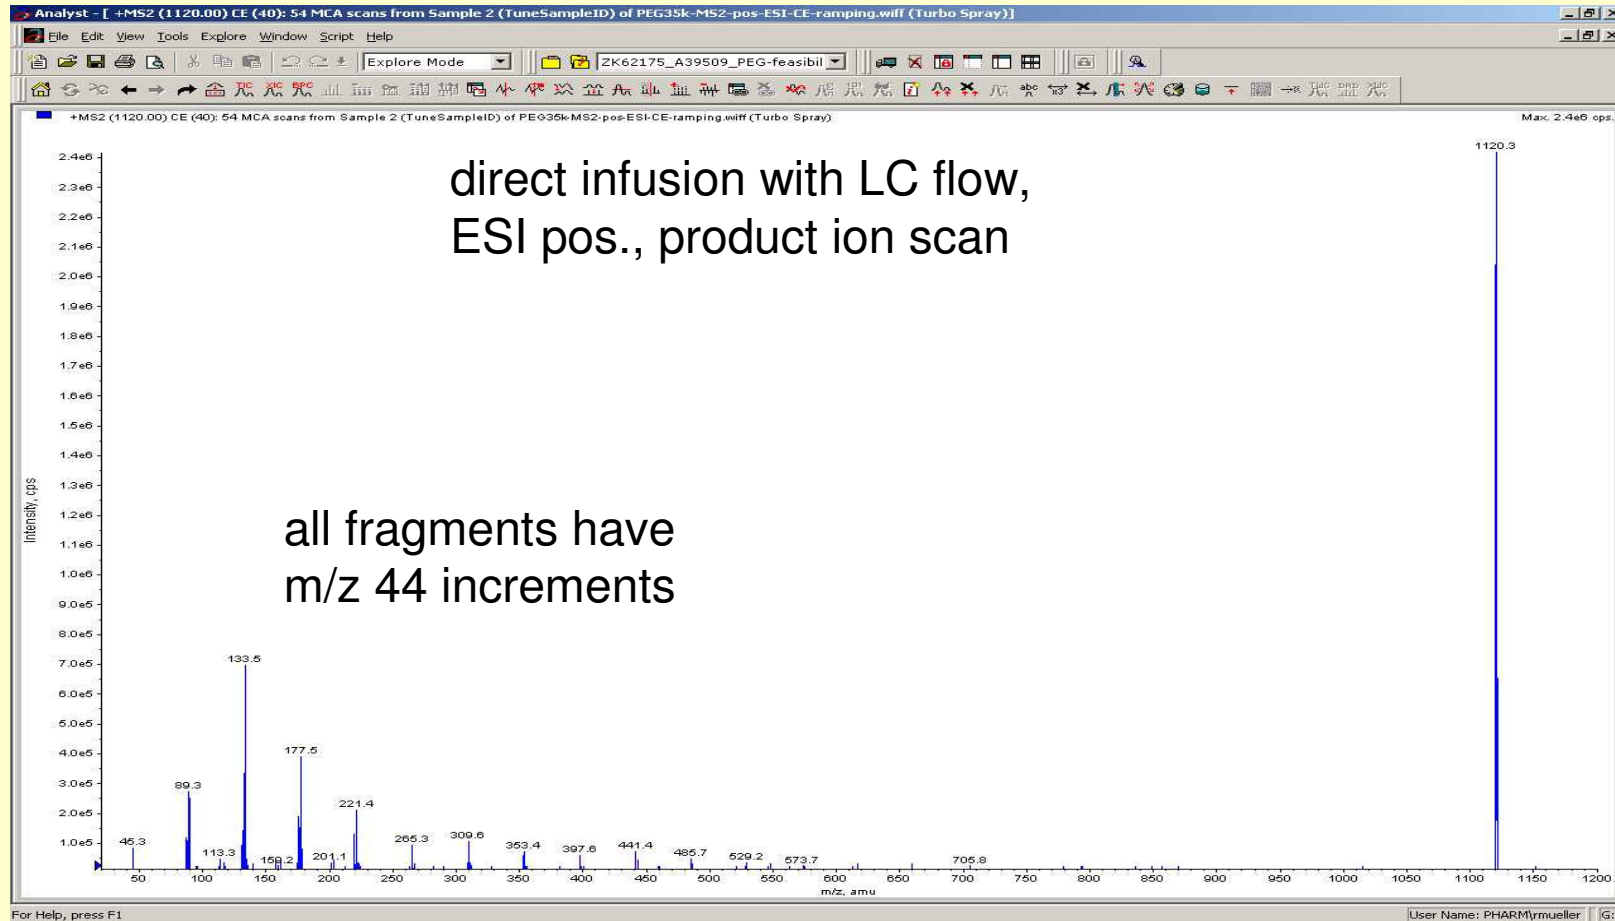 Analyst - [ +MS2 (1120.00) CE (40): 54 MCA scans from Sample 2 (TuneSampleID) of PEG35k-MS2-pos-ESI-CE-ramping.wiff (Turbo Spray)]
File Edit View Tools Explore Window Script Help
Explore Mode
ZK62175_A39509_PEG-feasibil
TIC XIC BPC
+MS2 (1120.00) CE (40): 54 MCA scans from Sample 2 (TuneSampleID) of PEG35k-MS2-pos-ESI-CE-ramping.wiff (Turbo Spray)
Max. 2.4e6 cps.
1120.3
direct infusion with LC flow,
ESI pos., product ion scan
all fragments have
m/z 44 increments
Intensity, cps
2.4e6
2.3e6
2.2e6
2.1e6
2.0e6
1.9e6
1.8e6
1.7e6
1.6e6
1.5e6
1.4e6
1.3e6
1.2e6
1.1e6
1.0e6
9.0e5
8.0e5
7.0e5
6.0e5
5.0e5
4.0e5
3.0e5
2.0e5
1.0e5
45.3
89.3
113.3
133.5
159.2
177.5
201.1
221.4
265.3
309.6
353.4
397.6
441.4
485.7
529.2
573.7
705.8
50 100 150 200 250 300 350 400 450 500 550 600 650 700 750 800 850 900 950 1000 1050 1100 1150 1200
m/z, amu
For Help, press F1
User Name: PHARM\rmueller
G: